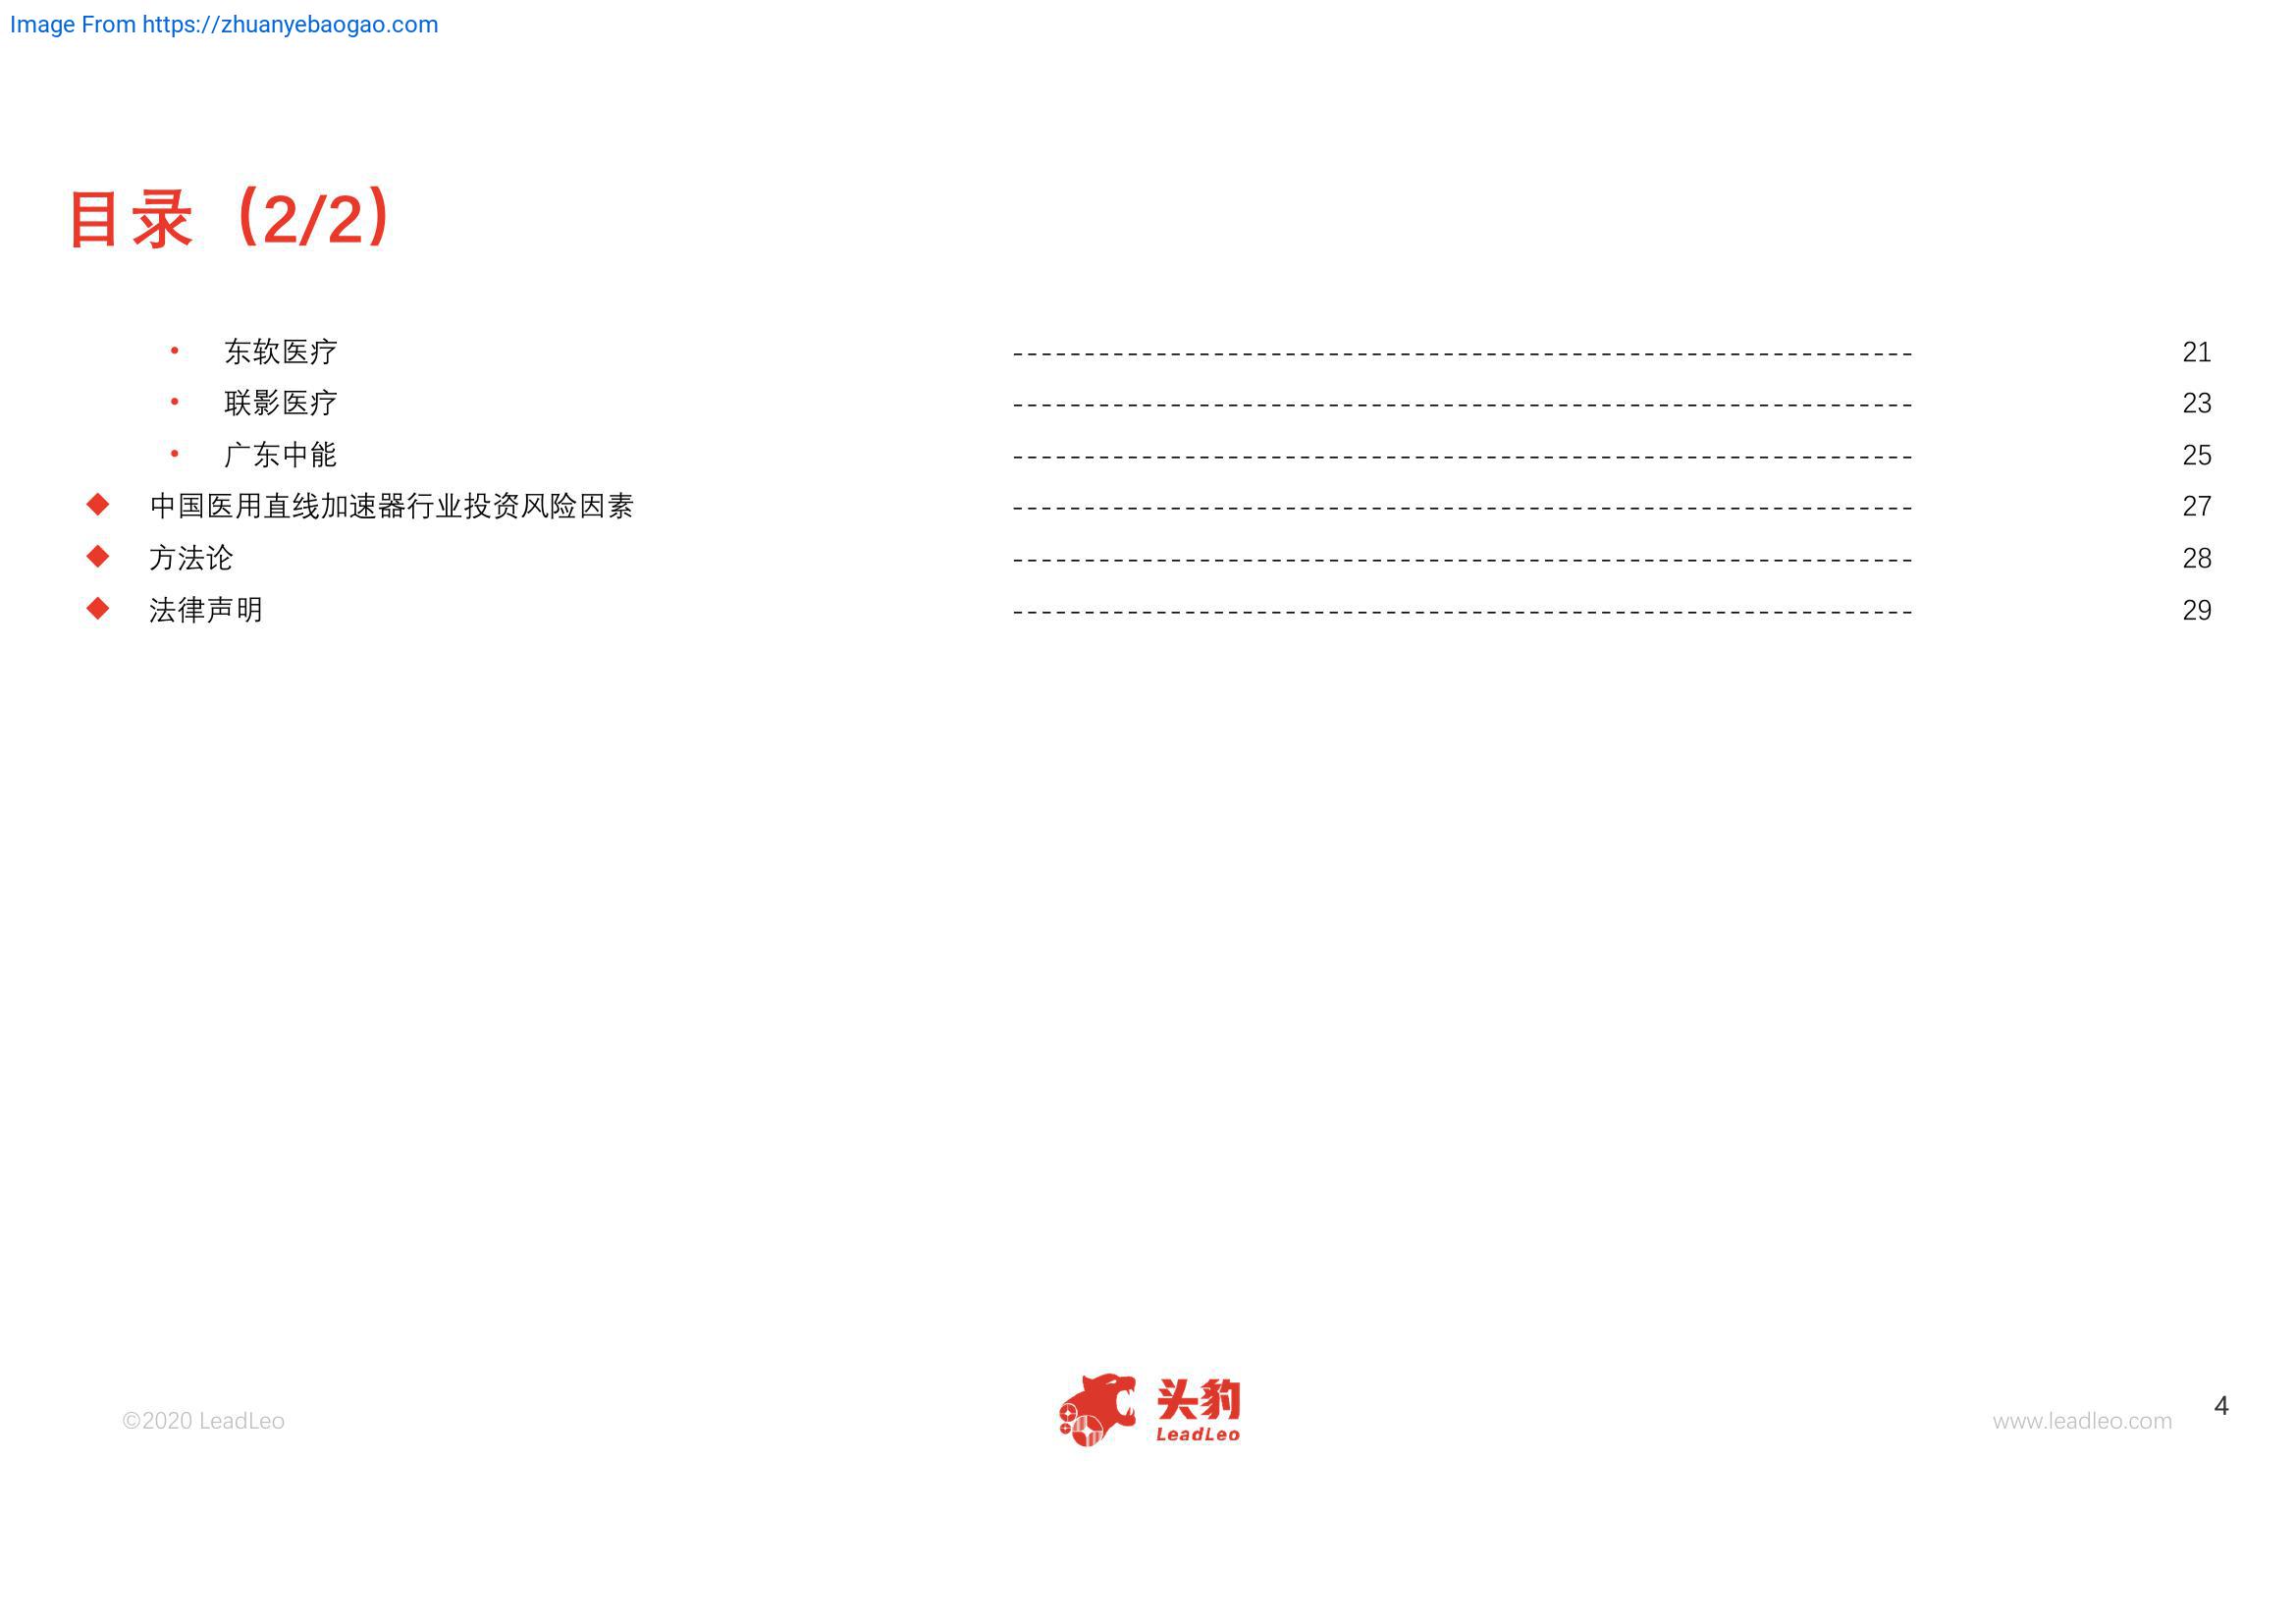 Image From https://zhuanyebaogao.com
目录（2/2）
• 东软医疗 --------------------------------------------------------------- 21
• 联影医疗 --------------------------------------------------------------- 23
• 广东中能 --------------------------------------------------------------- 25
◆ 中国医用直线加速器行业投资风险因素 --------------------------------------------------------------- 27
◆ 方法论 --------------------------------------------------------------- 28
◆ 法律声明 --------------------------------------------------------------- 29
©2020 LeadLeo
头豹
LeadLeo
www.leadleo.com
4